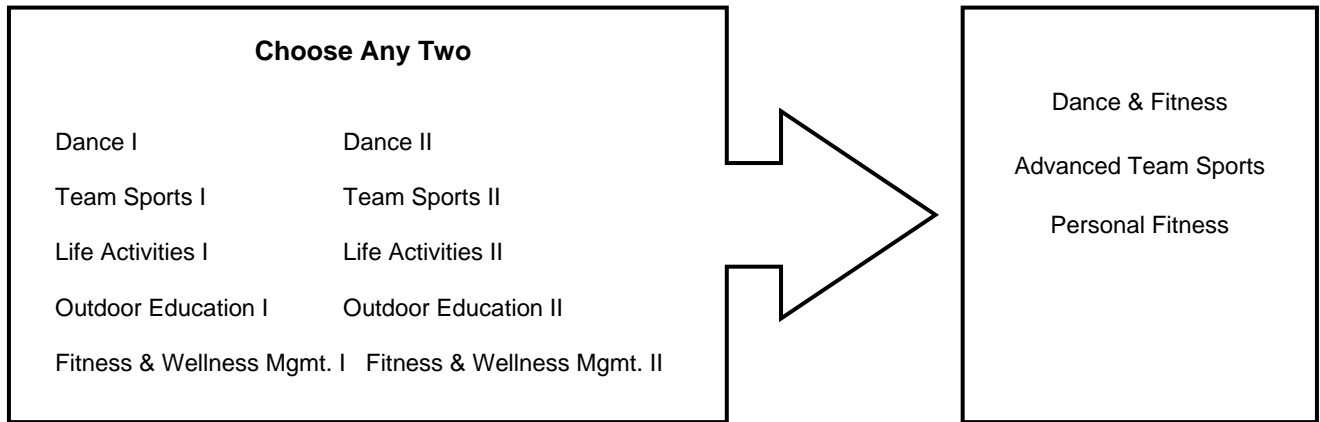 Choose Any Two
Dance I Dance II
Team Sports I Team Sports II
Life Activities I Life Activities II
Outdoor Education I Outdoor Education II
Fitness & Wellness Mgmt. I Fitness & Wellness Mgmt. II
Dance & Fitness
Advanced Team Sports
Personal Fitness